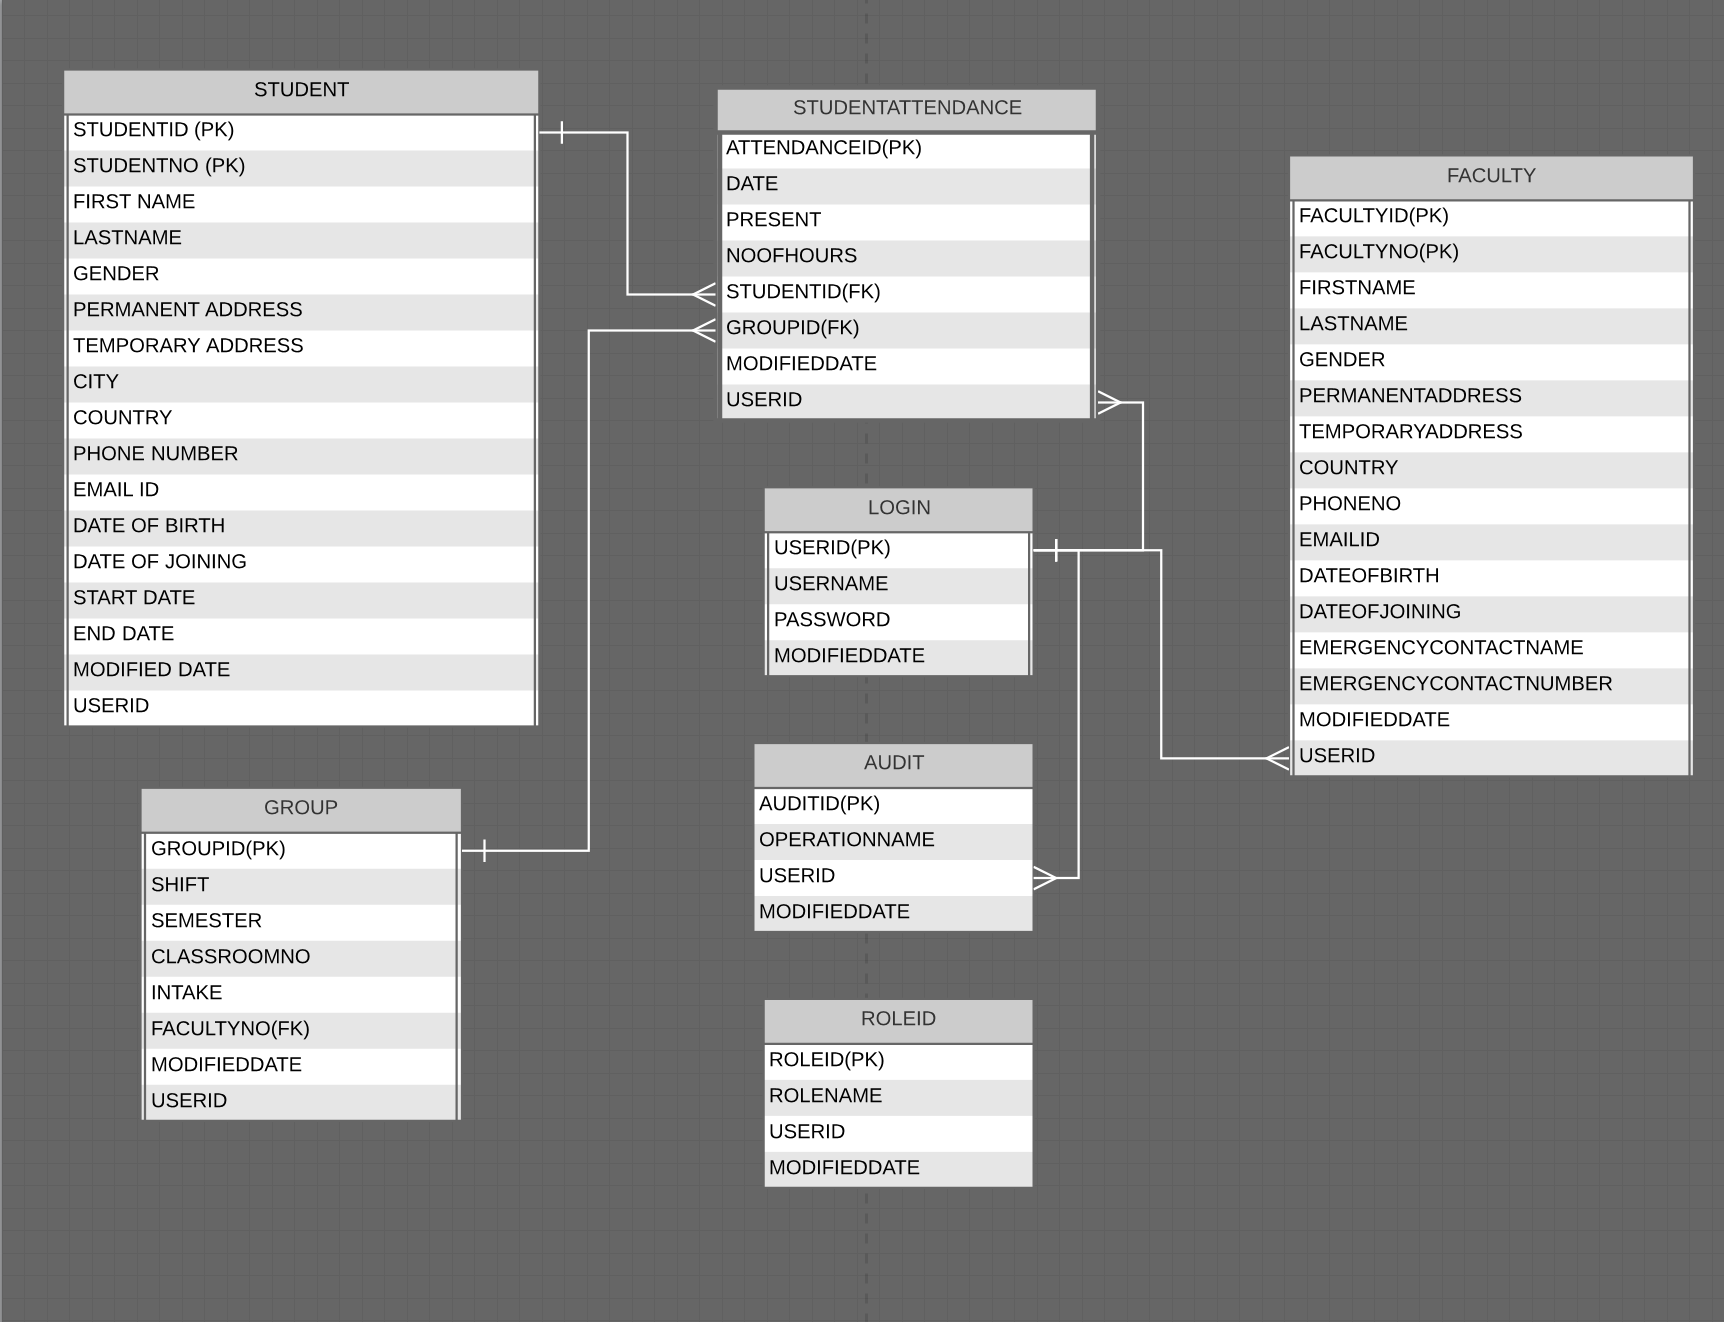 STUDENT
STUDENTID (PK)
STUDENTNO (PK)
FIRST NAME
LASTNAME
GENDER
PERMANENT ADDRESS
TEMPORARY ADDRESS
CITY
COUNTRY
PHONE NUMBER
EMAIL ID
DATE OF BIRTH
DATE OF JOINING
START DATE
END DATE
MODIFIED DATE
USERID
GROUP
GROUPID(PK)
SHIFT
SEMESTER
CLASSROOMNO
INTAKE
FACULTYNO(FK)
MODIFIEDDATE
USERID
STUDENTATTENDANCE
ATTENDANCEID(PK)
DATE
PRESENT
NOOFHOURS
STUDENTID(FK)
GROUPID(FK)
MODIFIEDDATE
USERID
LOGIN
USERID(PK)
USERNAME
PASSWORD
MODIFIEDDATE
AUDIT
AUDITID(PK)
OPERATIONNAME
USERID
MODIFIEDDATE
ROLEID
ROLEID(PK)
ROLENAME
USERID
MODIFIEDDATE
FACULTY
FACULTYID(PK)
FACULTYNO(PK)
FIRSTNAME
LASTNAME
GENDER
PERMANENTADDRESS
TEMPORARYADDRESS
COUNTRY
PHONENO
EMAILID
DATEOFBIRTH
DATEOFJOINING
EMERGENCYCONTACTNAME
EMERGENCYCONTACTNUMBER
MODIFIEDDATE
USERID